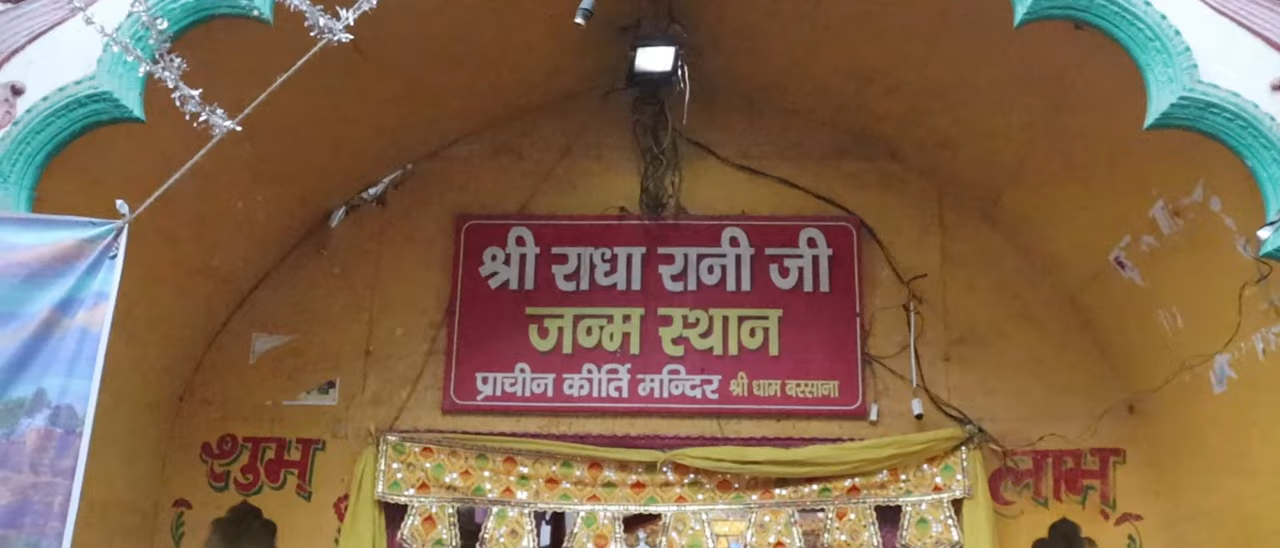 श्री राधा रानी जी
जन्म स्थान
प्राचीन कीर्ति मन्दिर श्री धाम बरसाना
शुभ
लाभ